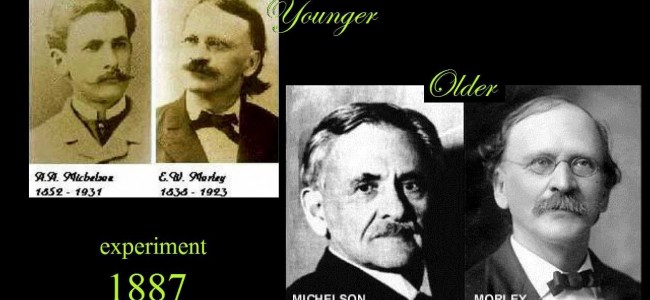 Younger
Older
A.A. Michelson
1852 - 1931
E.W. Morley
1838 - 1923
experiment
1887
MICHELSON
MORLEY